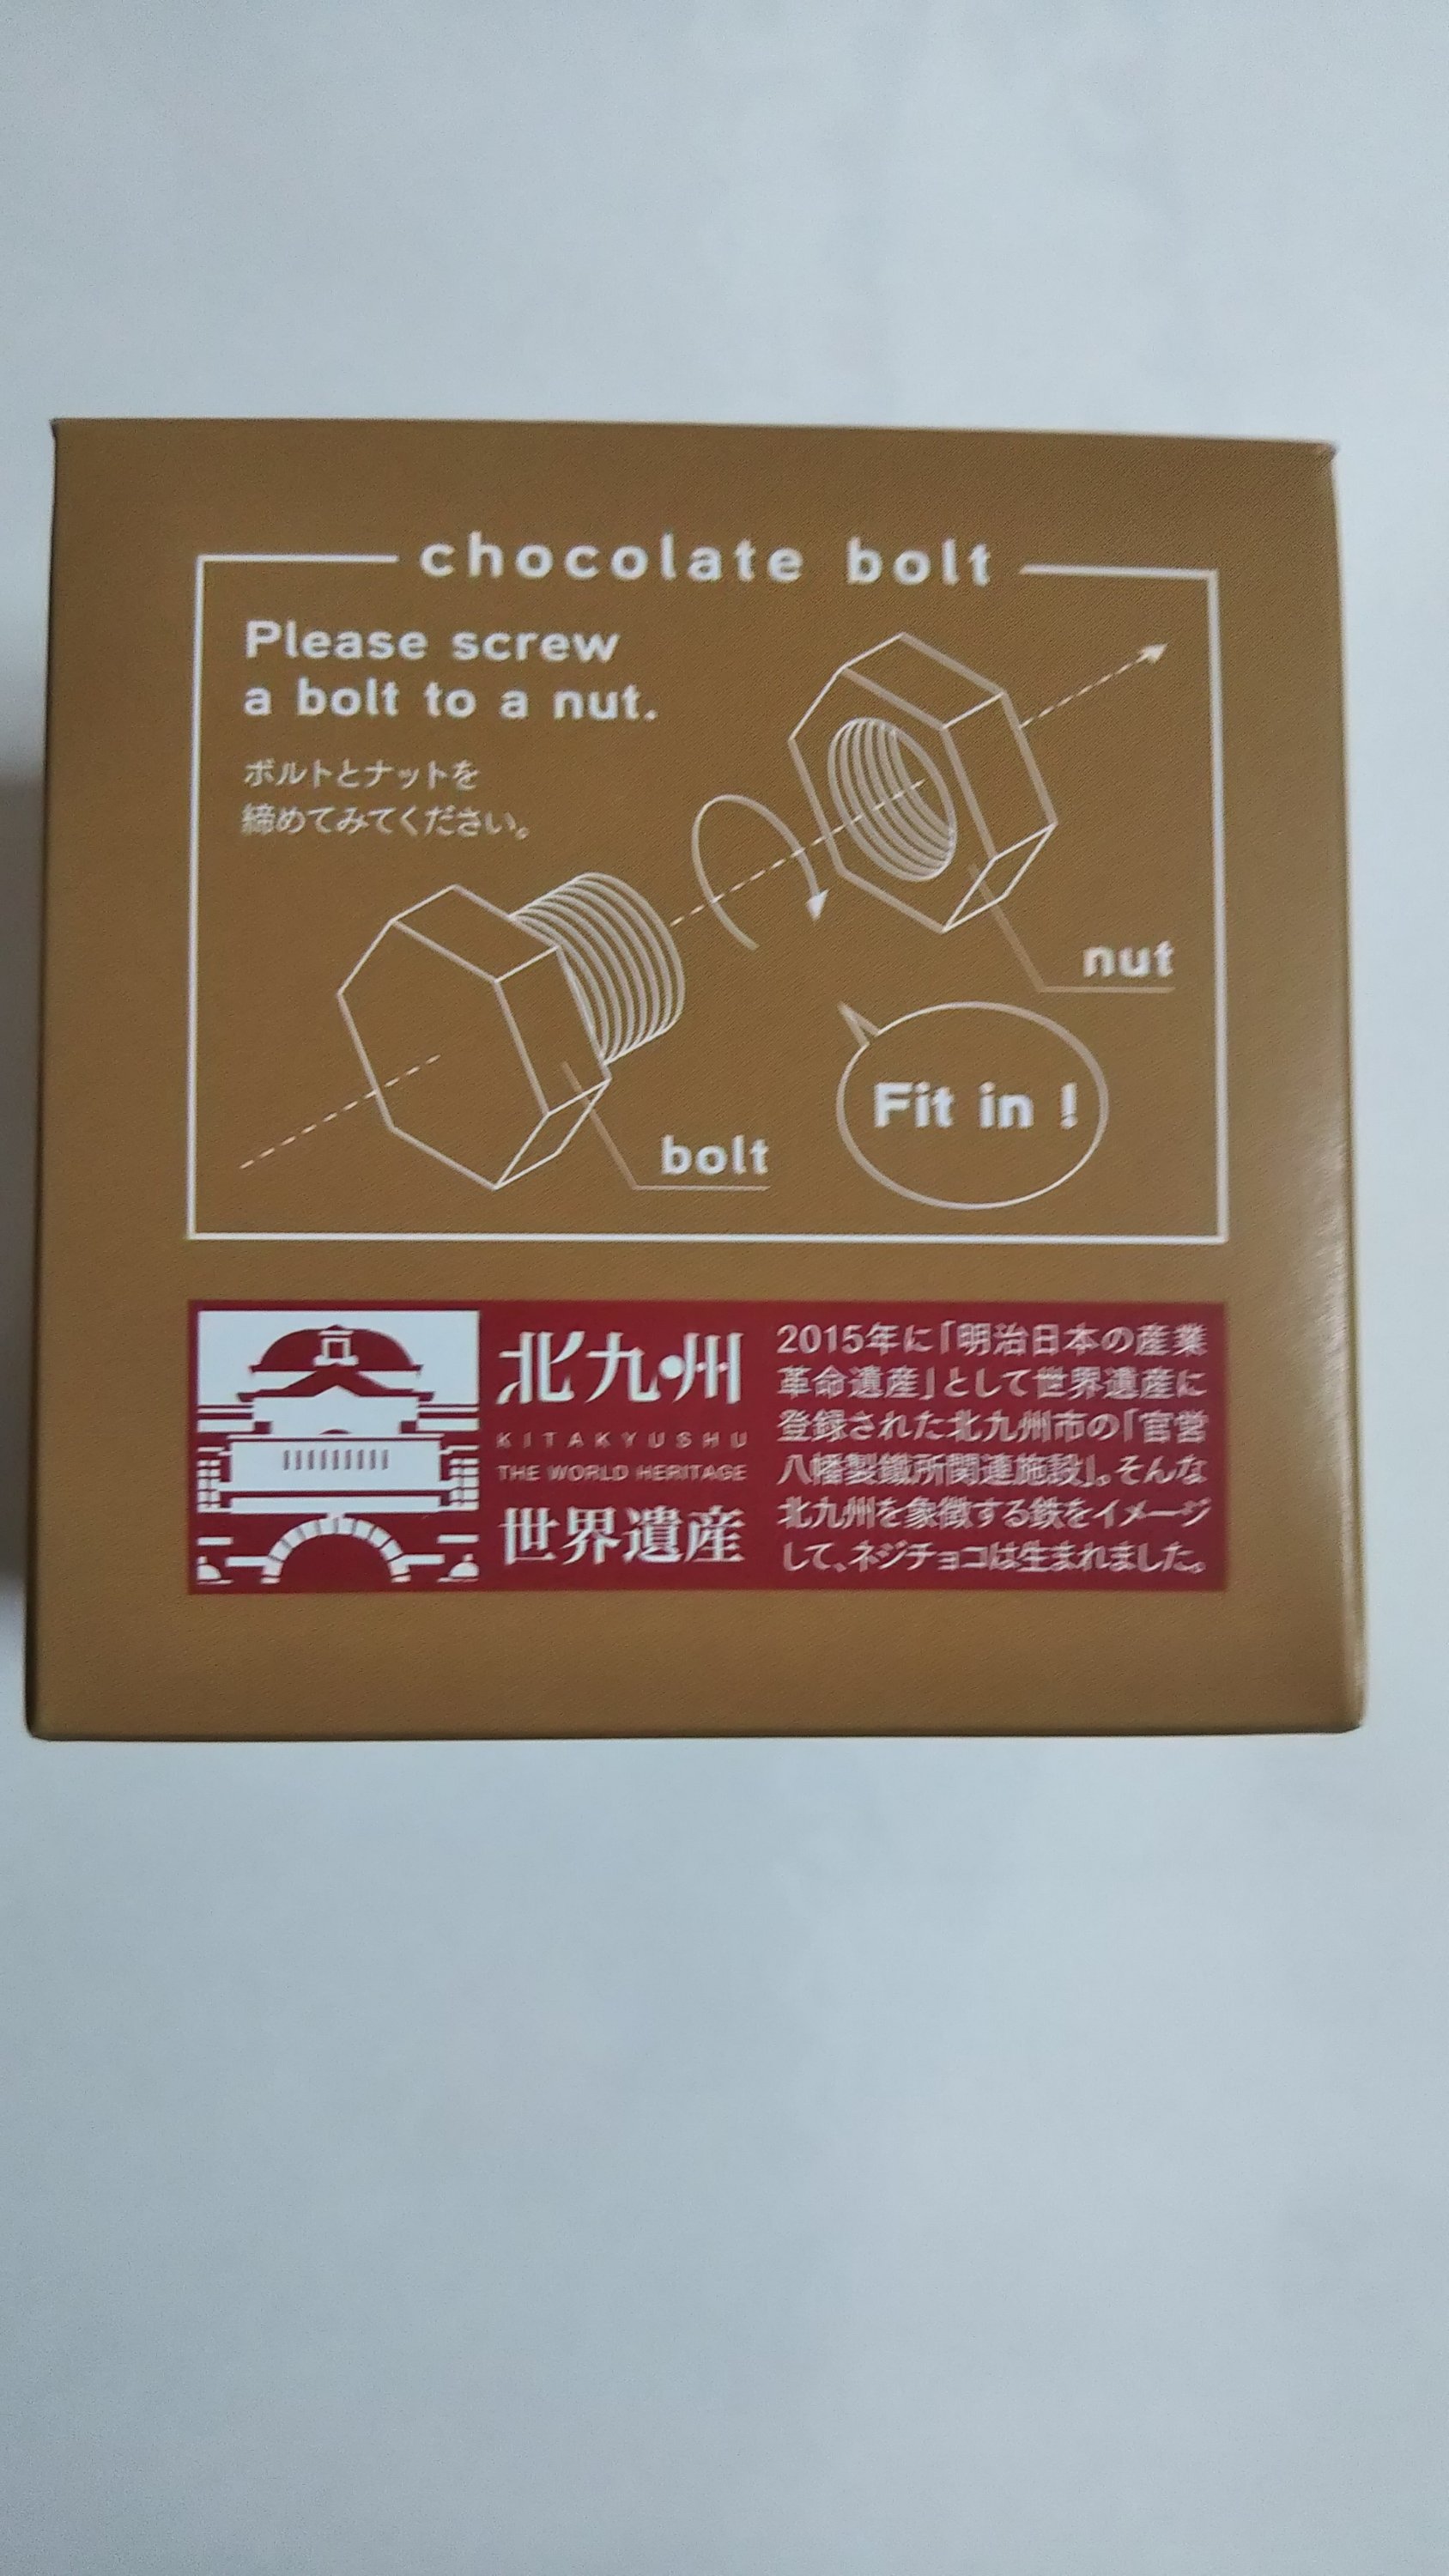 chocolate bolt
Please screw
a bolt to a nut.
ボルトとナットを
締めてみてください。
nut
Fit in !
bolt
北九州
KITAKYUSHU
THE WORLD HERITAGE
世界遺産
2015年に「明治日本の産業
革命遺産」として世界遺産に
登録された北九州市の「官営
八幡製鐵所関連施設」。そんな
北九州を象徴する鉄をイメージ
して、ネジチョコは生まれました。